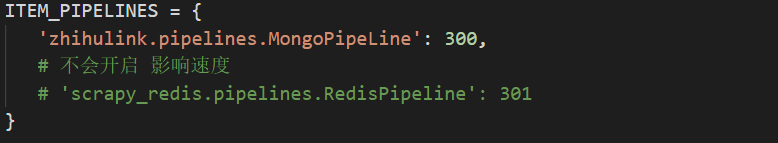 ITEM_PIPELINES = {
'zhihulink.pipelines.MongoPipeLine': 300,
# 不会开启 影响速度
# 'scrapy_redis.pipelines.RedisPipeline': 301
}